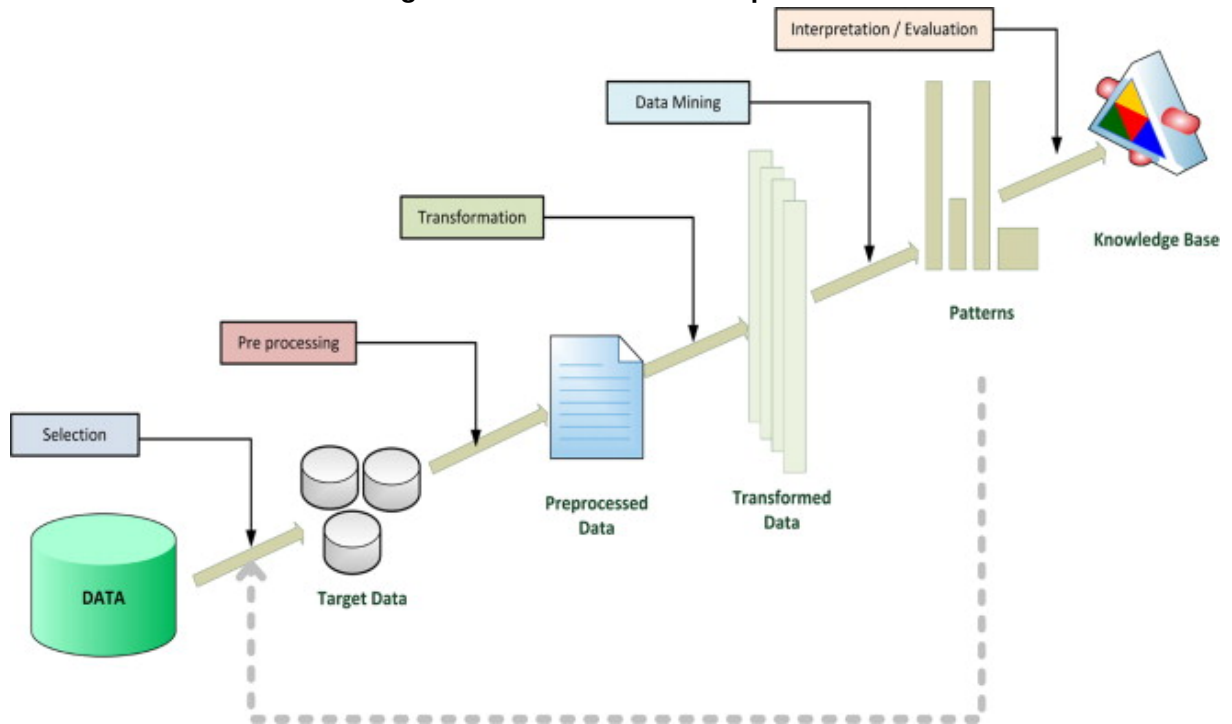 Interpretation / Evaluation
Data Mining
Transformation
Knowledge Base
Patterns
Pre processing
Selection
Preprocessed
Data
Transformed
Data
DATA
Target Data